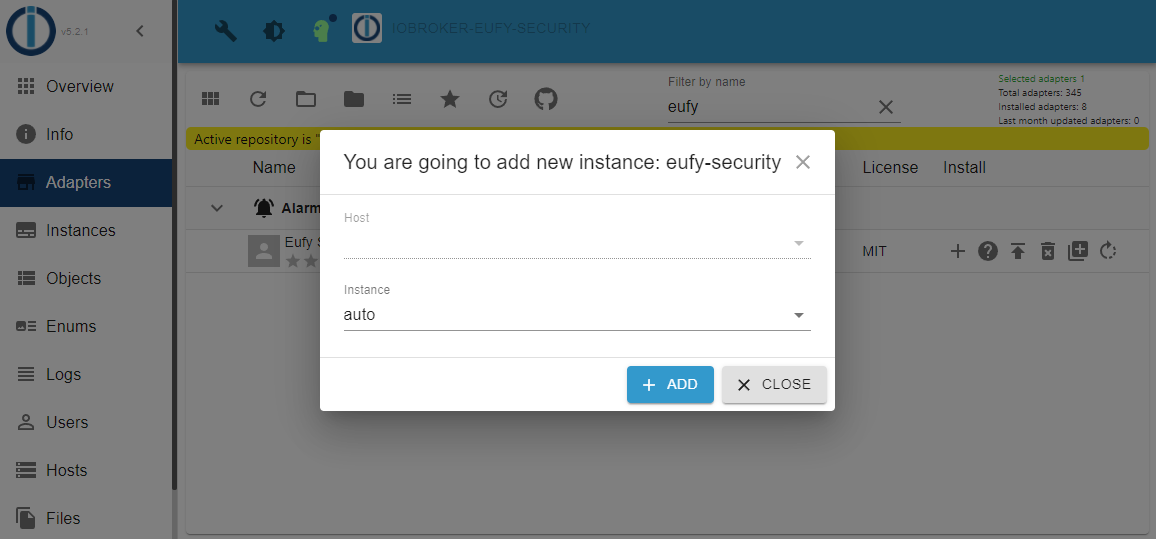 v5.2.1
IOBROKER-EUFY-SECURITY
Overview
Info
Adapters
Instances
Objects
Enums
Logs
Users
Hosts
Files
Filter by name
eufy
Selected adapters 1
Total adapters: 345
Installed adapters: 8
Last month updated adapters: 0
Active repository is "
Name
License
Install
Alarm
Eufy S
MIT
You are going to add new instance: eufy-security
Host
Instance
auto
ADD
CLOSE